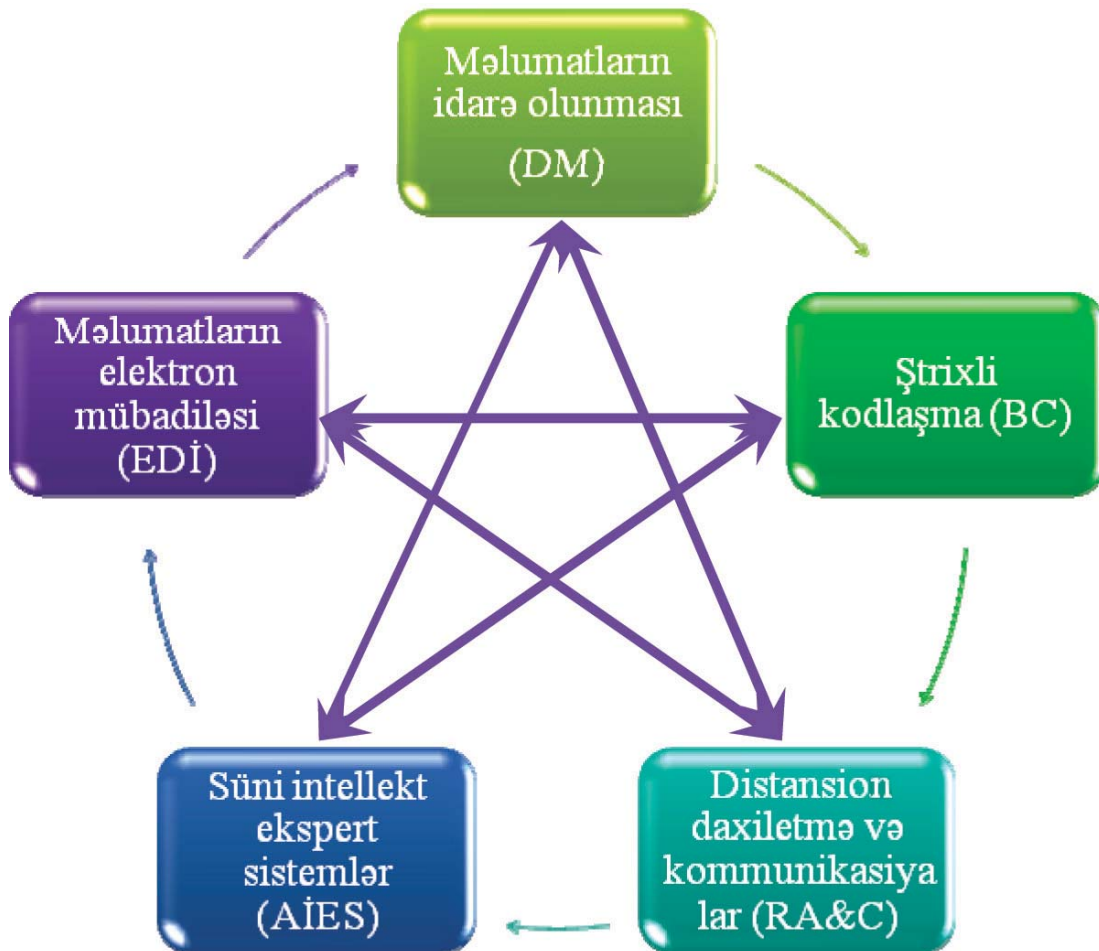 Məlumatların
idarə olunması
(DM)
Ştrixli
kodlaşma (BC)
Distansion
daxiletmə və
kommunikasiya
lar (RA&C)
Süni intellekt
ekspert
sistemlər
(AİES)
Məlumatların
elektron
mübadiləsi
(EDİ)